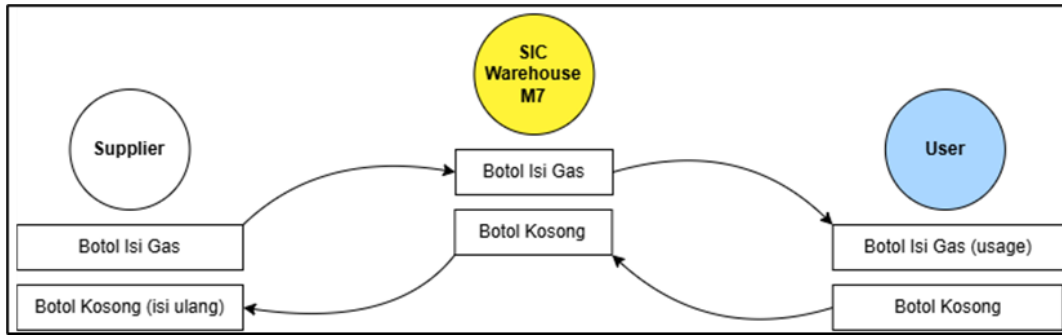 SIC
Warehouse
M7
Supplier
User
Botol Isi Gas
Botol Kosong
Botol Isi Gas
Botol Kosong (isi ulang)
Botol Isi Gas (usage)
Botol Kosong